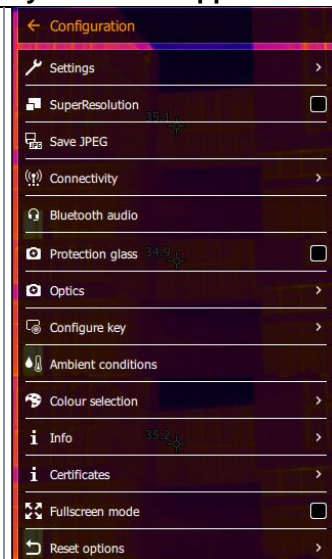 Configuration
Settings
SuperResolution
35.1
Save JPEG
Connectivity
Bluetooth audio
Protection glass
34.9
Optics
Configure key
Ambient conditions
Colour selection
Info
35.2
Certificates
Fullscreen mode
Reset options